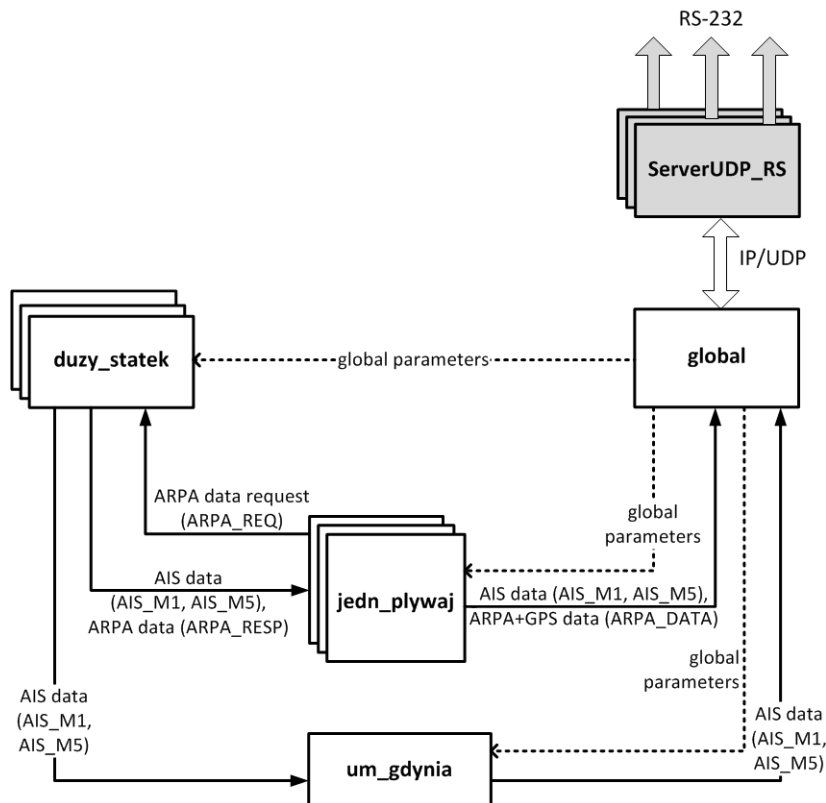 RS-232
ServerUDP_RS
IP/UDP
duzy_statek
global parameters
global
ARPA data request
(ARPA_REQ)
global
parameters
AIS data
(AIS_M1, AIS_M5),
ARPA data (ARPA_RESP)
jedn_plywaj
AIS data (AIS_M1, AIS_M5),
ARPA+GPS data (ARPA_DATA)
global
parameters
AIS data
(AIS_M1,
AIS_M5)
um_gdynia
AIS data
(AIS_M1,
AIS_M5)